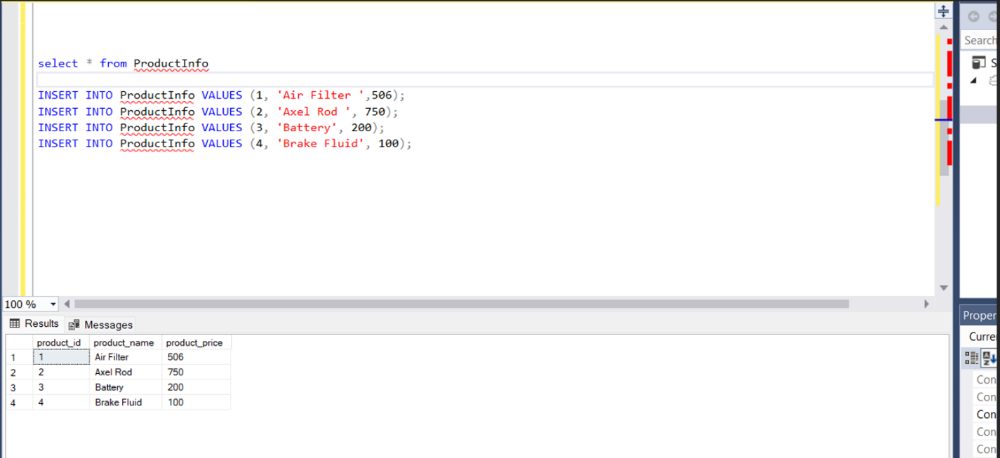 Search
select * from ProductInfo
S
INSERT INTO ProductInfo VALUES (1, 'Air Filter ',506);
INSERT INTO ProductInfo VALUES (2, 'Axel Rod ', 750);
INSERT INTO ProductInfo VALUES (3, 'Battery', 200);
INSERT INTO ProductInfo VALUES (4, 'Brake Fluid', 100);
100 %
Results Messages
product_id product_name product_price
1 1 Air Filter 506
2 2 Axel Rod 750
3 3 Battery 200
4 4 Brake Fluid 100
Proper
Curre
Con
Con
Con
Con
Con